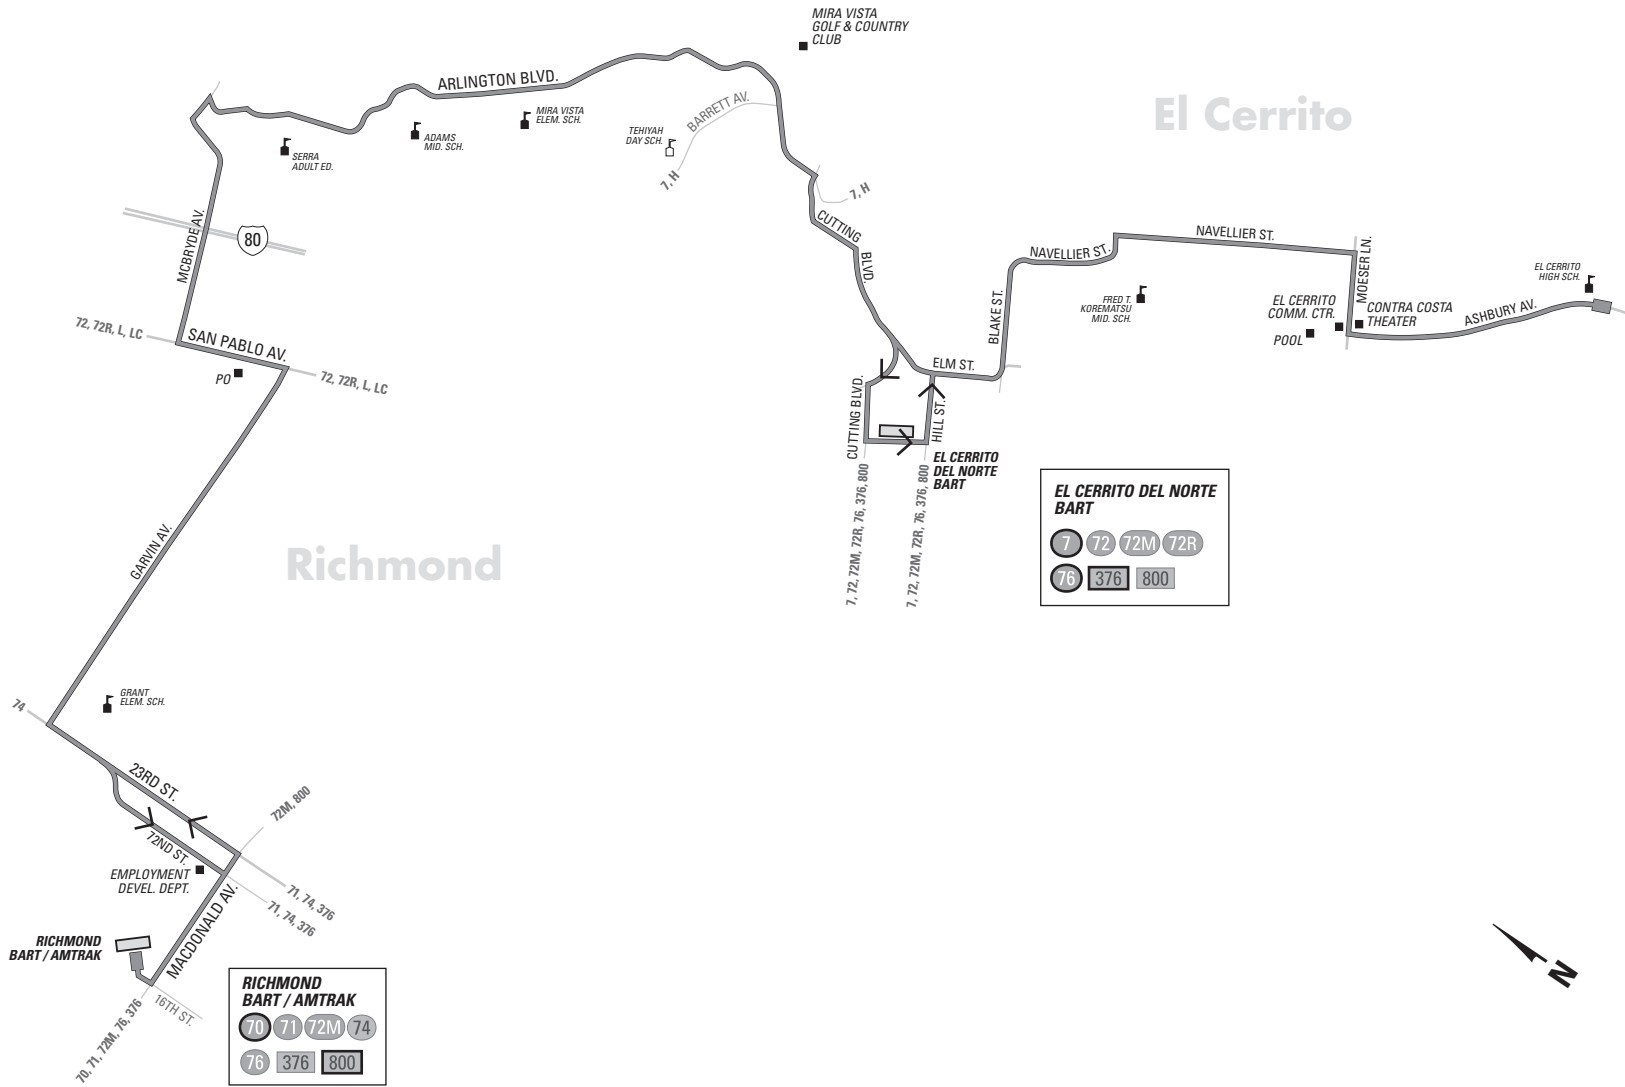 MIRA VISTA
GOLF & COUNTRY
CLUB
ARLINGTON BLVD.
MIRA VISTA
ELEM. SCH.
ADAMS
MID. SCH.
SERRA
ADULT ED.
TEHIYAH
DAY SCH.
BARRETT AV.
7, H
7, H
El Cerrito
MCBRYDE AV.
80
CUTTING
BLVD.
NAVELLIER ST.
NAVELLIER ST.
MOESER LN.
EL CERRITO
HIGH SCH.
FRED T.
KOREMATSU
MID. SCH.
EL CERRITO
COMM. CTR.
POOL
CONTRA COSTA
THEATER
ASHBURY AV.
BLAKE ST.
72, 72R, L, LC
SAN PABLO AV.
PO
72, 72R, L, LC
ELM ST.
CUTTING BLVD.
HILL ST.
EL CERRITO
DEL NORTE
BART
7, 72, 72M, 72R, 76, 376, 800
7, 72, 72M, 72R, 76, 376, 800
EL CERRITO DEL NORTE
BART
7 72 72M 72R
76 376 800
GARVIN AV.
Richmond
GRANT
ELEM. SCH.
74
23RD ST.
72M, 800
72ND ST.
EMPLOYMENT
DEVEL. DEPT.
71, 74, 376
71, 74, 376
MACDONALD AV.
RICHMOND
BART / AMTRAK
16TH ST.
70, 71, 72M, 76, 376
RICHMOND
BART / AMTRAK
70 71 72M 74
76 376 800
N